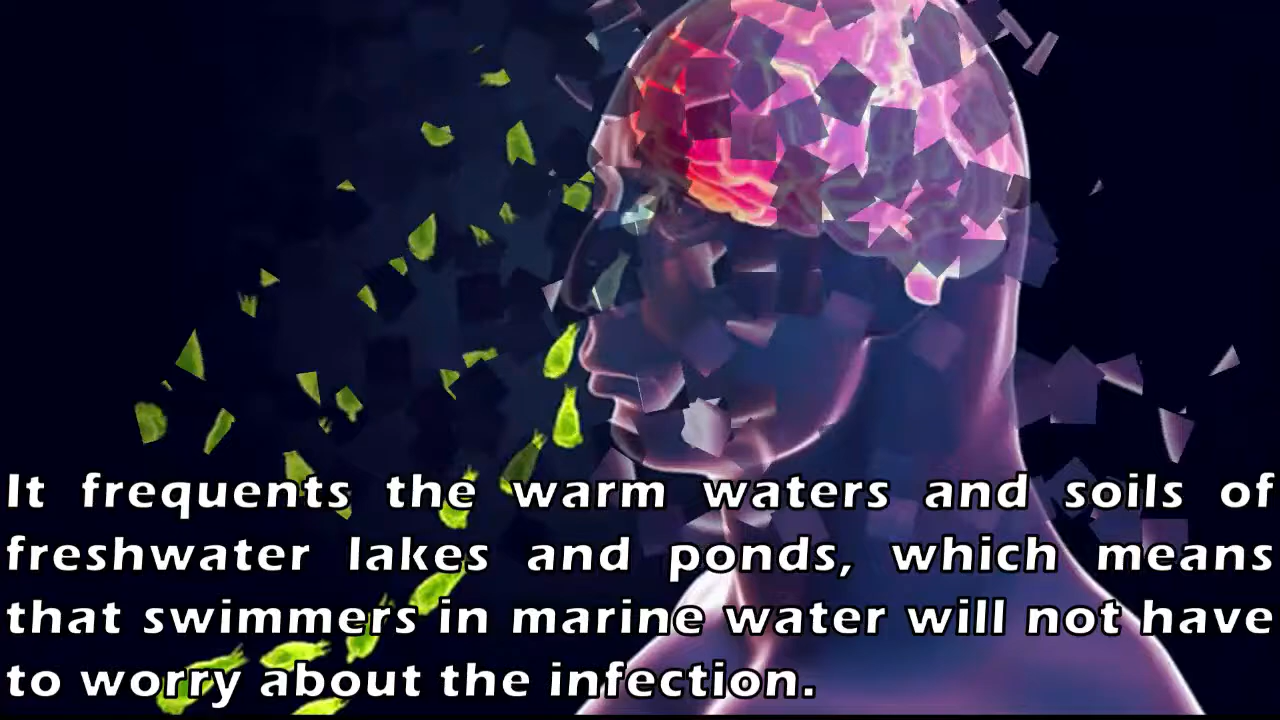 It frequents the warm waters and soils of
freshwater lakes and ponds, which means
that swimmers in marine water will not have
to worry about the infection.